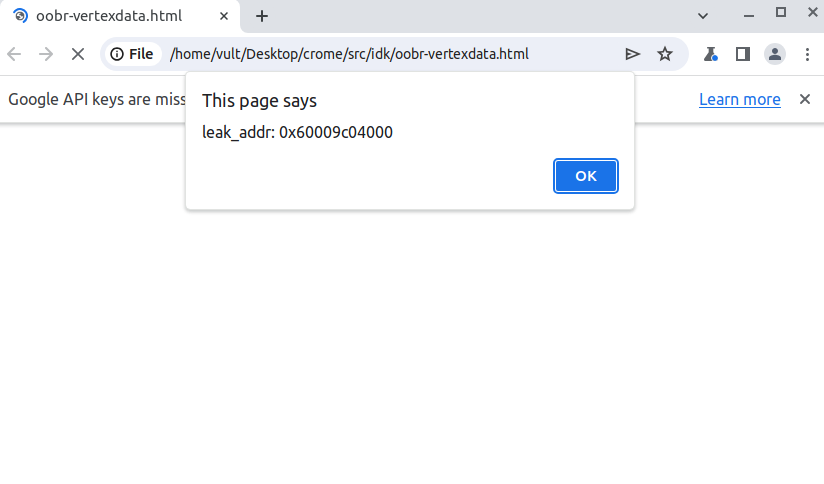 oobr-vertexdata.html
File /home/vult/Desktop/crome/src/idk/oobr-vertexdata.html
Google API keys are miss
Learn more
This page says
leak_addr: 0x60009c04000
OK